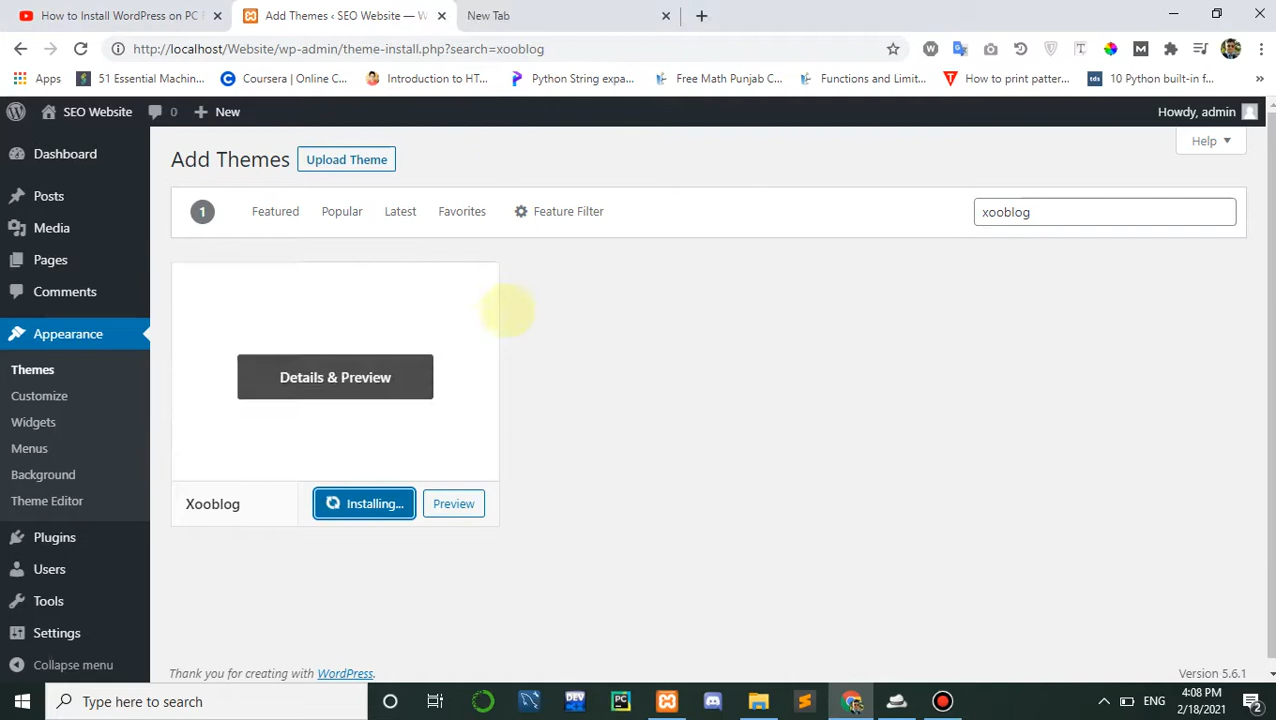 How to Install WordPress on PC
Add Themes ‹ SEO Website — W
New Tab
http://localhost/Website/wp-admin/theme-install.php?search=xooblog
Apps
51 Essential Machin...
Coursera | Online C...
Introduction to HT...
Python String expa...
Free Math Punjab C...
Functions and Limit...
How to print patter...
tds
10 Python built-in f...
»
SEO Website
0
New
Howdy, admin
Dashboard
Posts
Media
Pages
Comments
Appearance
Themes
Customize
Widgets
Menus
Background
Theme Editor
Plugins
Users
Tools
Settings
Collapse menu
Help
Add Themes
Upload Theme
1
Featured
Popular
Latest
Favorites
Feature Filter
xooblog
Details & Preview
Xooblog
Installing...
Preview
Thank you for creating with WordPress.
Version 5.6.1
Type here to search
DEV
PC
ENG
4:08 PM
2/18/2021
2